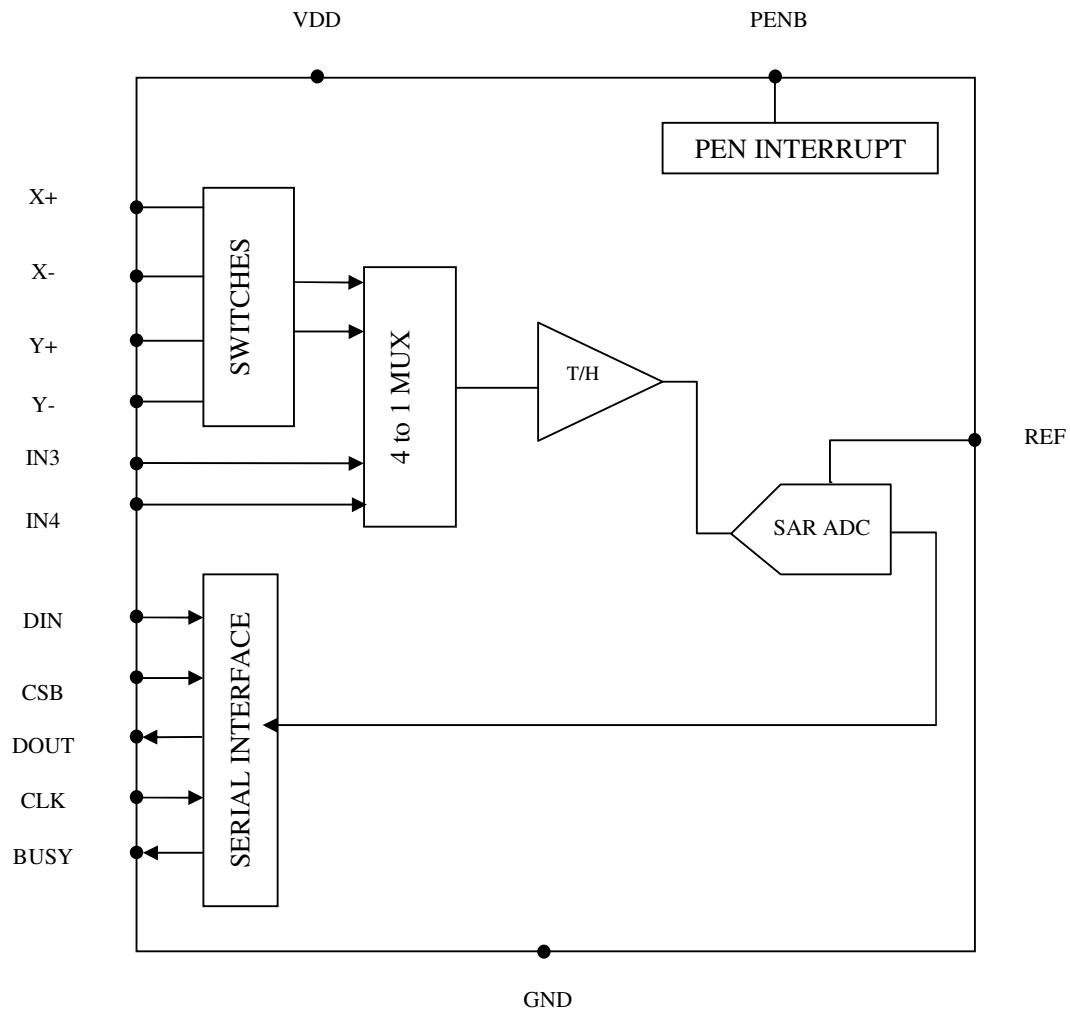 VDD
PENB
PEN INTERRUPT
X+
X-
Y+
Y-
IN3
IN4
SWITCHES
4 to 1 MUX
T/H
REF
SAR ADC
DIN
CSB
DOUT
CLK
BUSY
SERIAL INTERFACE
GND